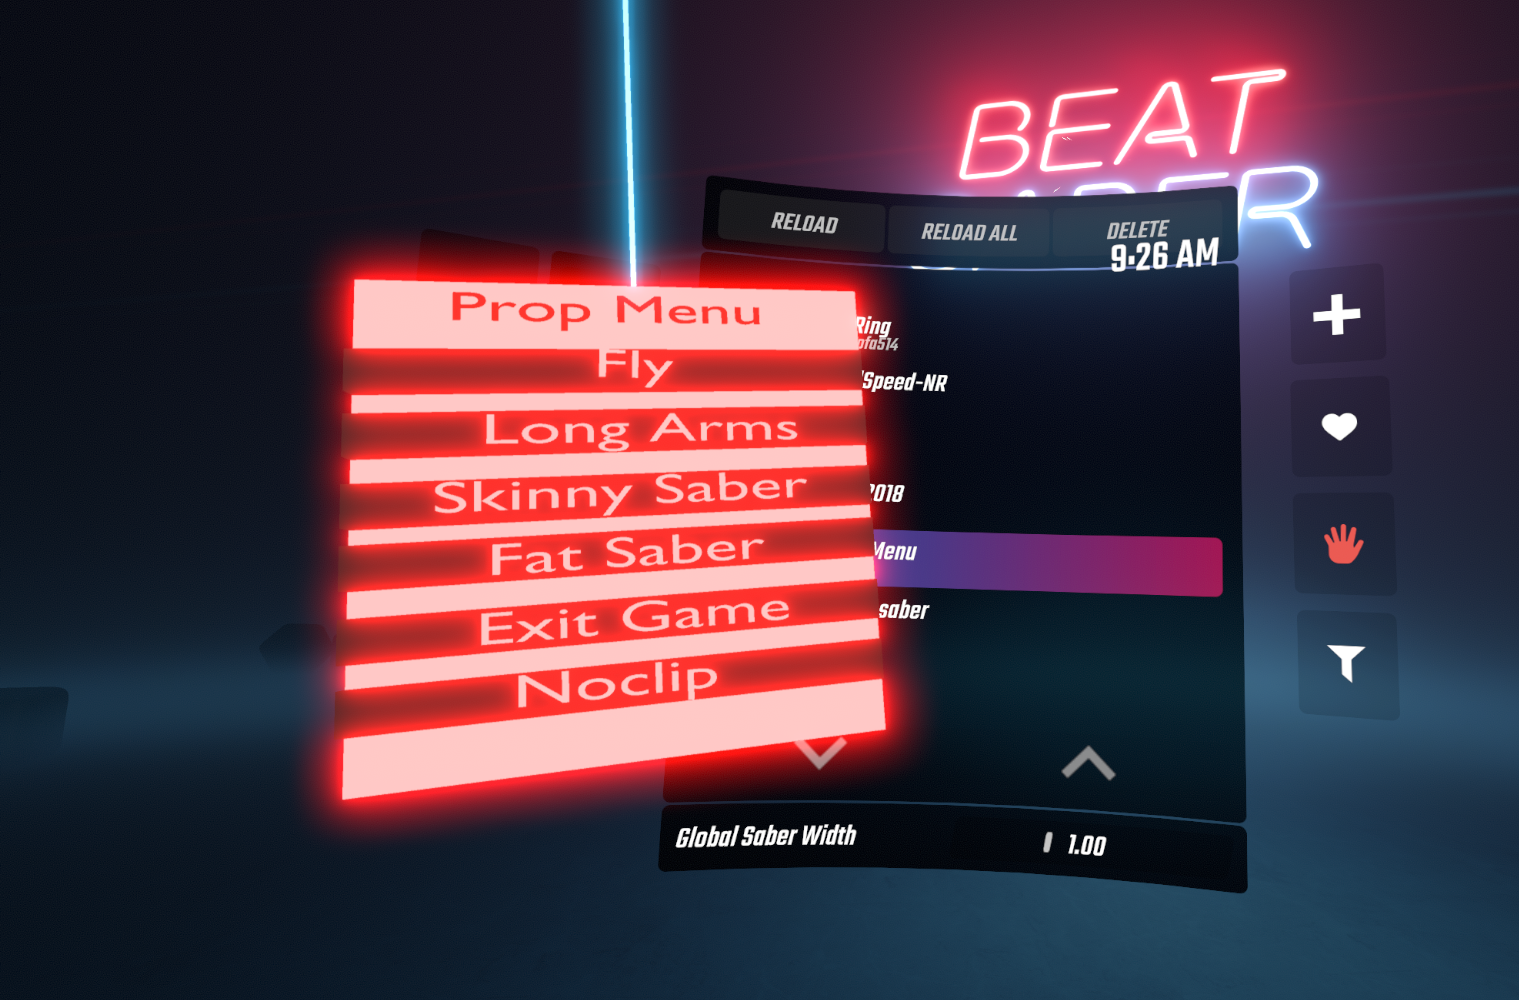 BEAT
RELOAD
RELOAD ALL
DELETE
9:26 AM
Prop Menu
Fly
Long Arms
Skinny Saber
Fat Saber
Exit Game
Noclip
Ring
Speed-NR
2018
Menu
saber
Global Saber Width
1.00